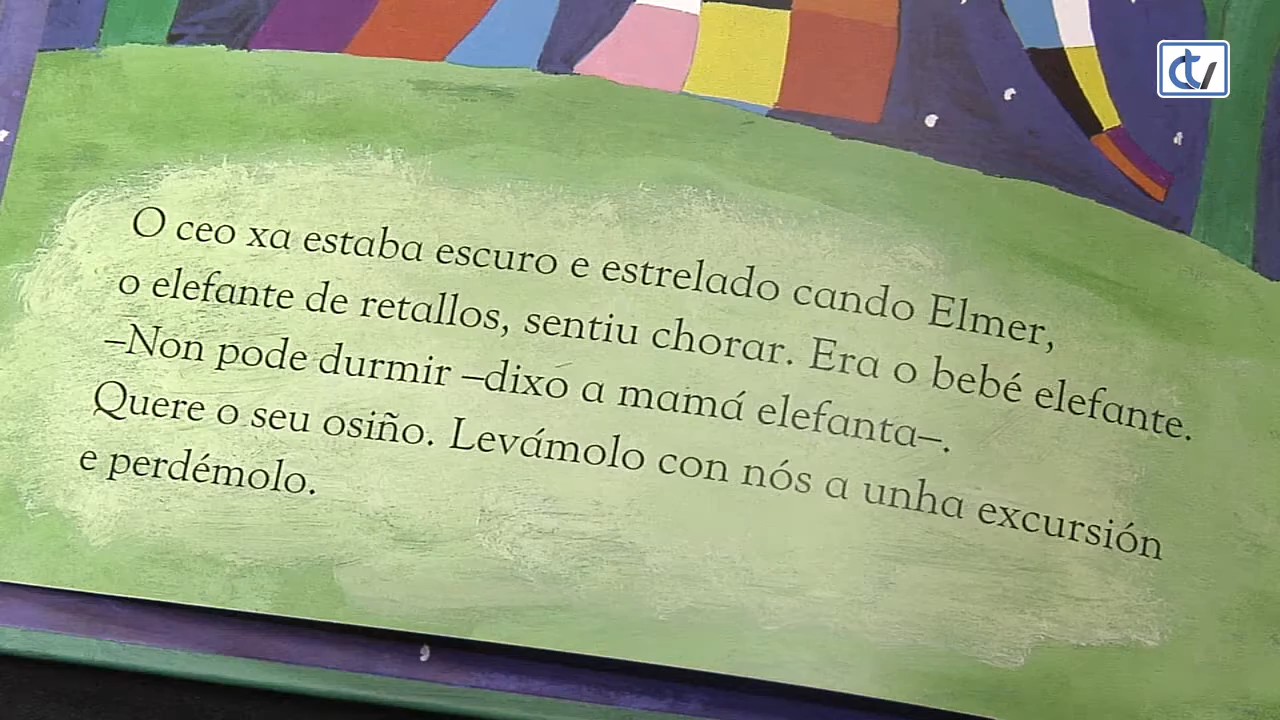 ctv
O ceo xa estaba escuro e estrelado cando Elmer,
o elefante de retallos, sentiu chorar. Era o bebé elefante.
–Non pode durmir –dixo a mamá elefanta–.
Quere o seu osiño. Levámolo con nós a unha excursión
e perdémolo.